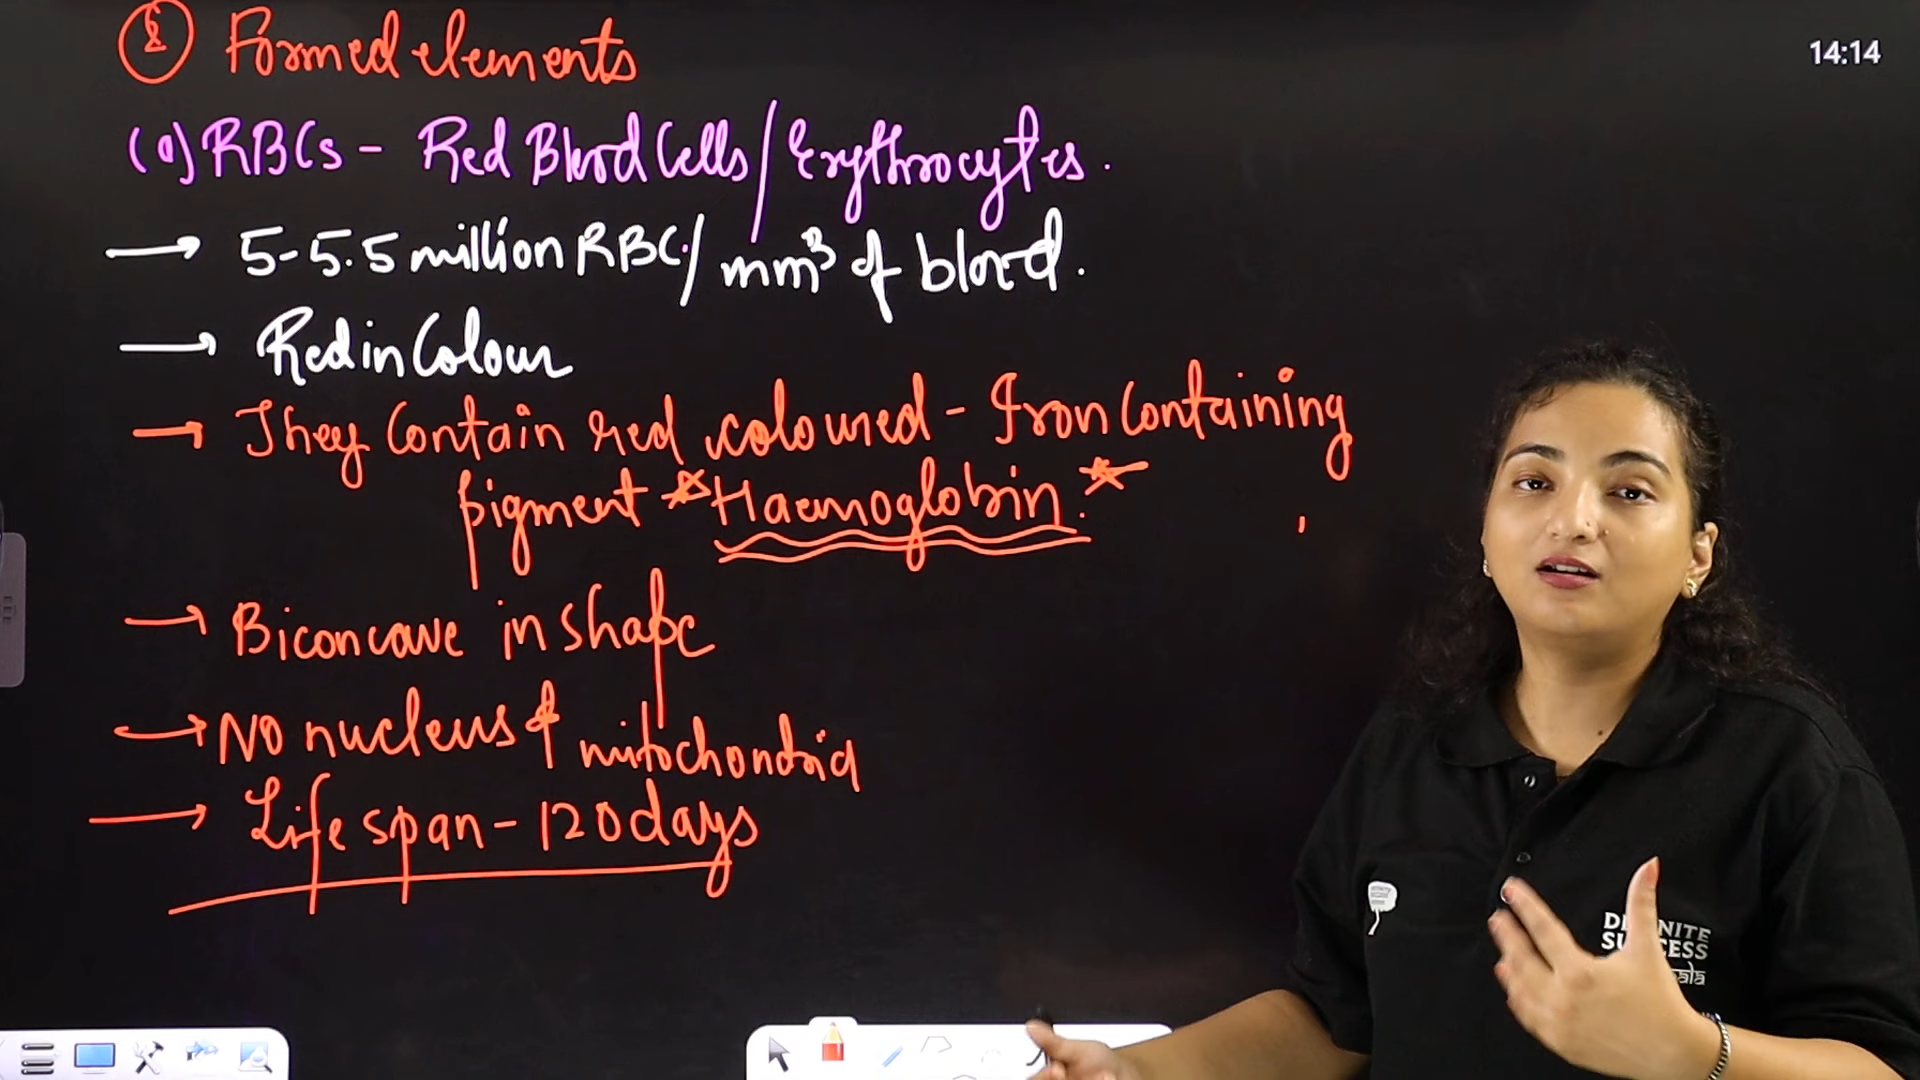 ② Formed elements
(a) RBCs - Red Blood Cells/Erythrocytes.
→ 5-5.5 million RBC/mm³ of blood.
→ Red in Colour
→ They Contain red coloured - Iron Containing
pigment *Haemoglobin.*
→ Biconcave in shape
→ No nucleus & mitochondria
→ Life span - 120 days
14:14
SUCCESS